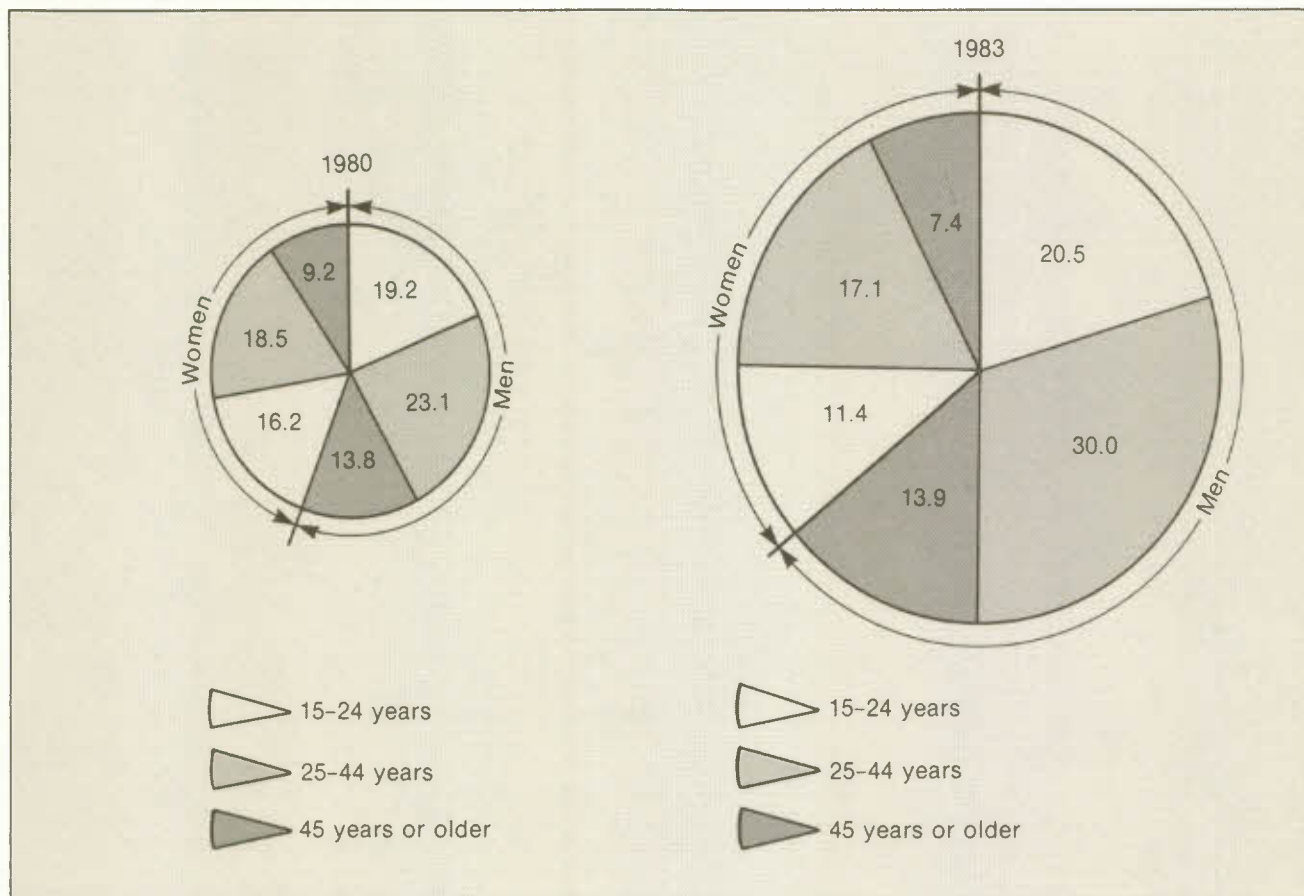 1980
9.2
19.2
Women
18.5
23.1
Men
16.2
13.8
15-24 years
25-44 years
45 years or older
1983
7.4
20.5
Women
17.1
11.4
30.0
Men
13.9
15-24 years
25-44 years
45 years or older